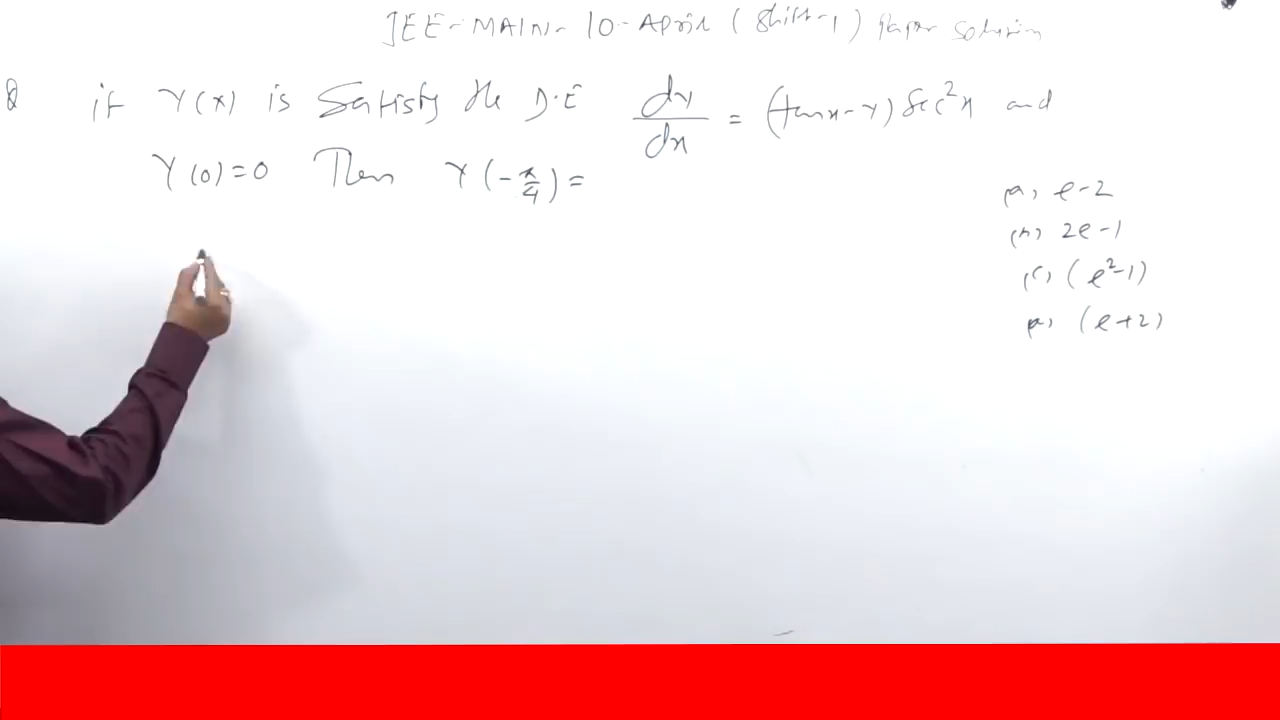 JEE-MAIN- 10-April (Shift-1) Paper Solution
Q if Y(x) is Satisfy the D.E dy/dx = (tanx-y) Sec²x and
Y(0)=0 Then Y(-π/4)=
(a) e-2
(b) 2e-1
(c) (e²-1)
(d) (e+2)